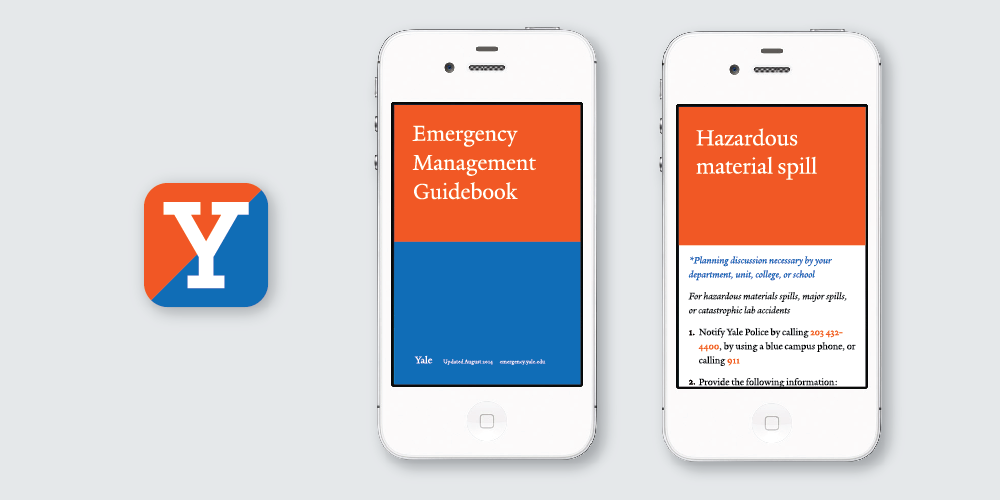 Y
Emergency
Management
Guidebook
Yale Updated August 2014 emergency.yale.edu
Hazardous
material spill
*Planning discussion necessary by your
department, unit, college, or school
For hazardous materials spills, major spills,
or catastrophic lab accidents
1. Notify Yale Police by calling 203 432-
4400, by using a blue campus phone, or
calling 911
2. Provide the following information: